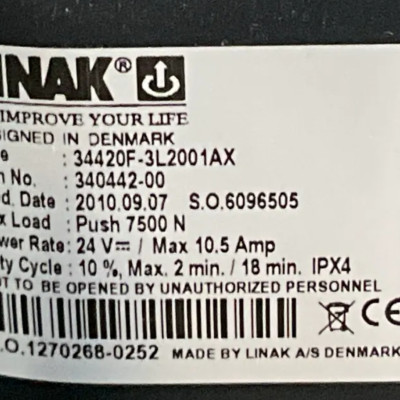 INAK®
IMPROVE YOUR LIFE
SIGNED IN DENMARK
e : 34420F-3L2001AX
n No. : 340442-00
d. Date : 2010.09.07 S.O.6096505
x Load : Push 7500 N
wer Rate : 24 V⎓ / Max 10.5 Amp
ty Cycle : 10 %, Max. 2 min. / 18 min. IPX4
OT TO BE OPENED BY UNAUTHORIZED PERSONNEL
CE
.O.1270268-0252 MADE BY LINAK A/S DENMARK